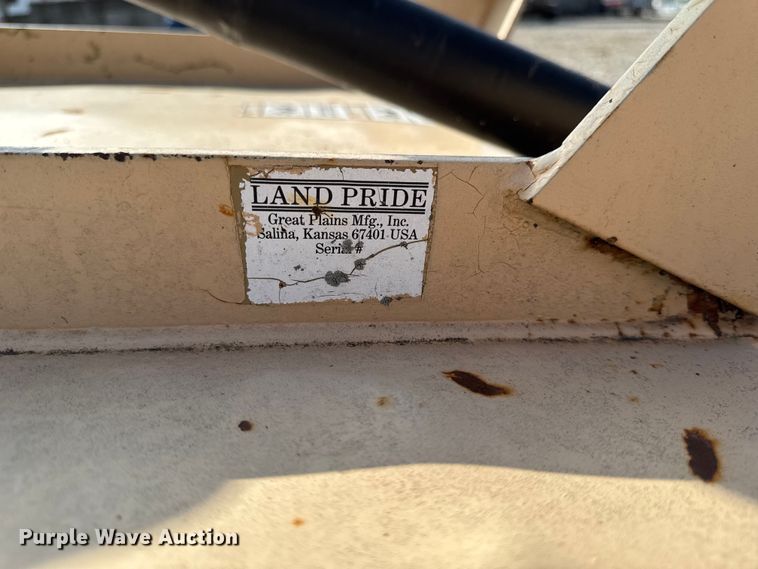 LAND PRIDE
Great Plains Mfg., Inc.
Salina, Kansas 67401 USA
Serial #
Purple Wave Auction